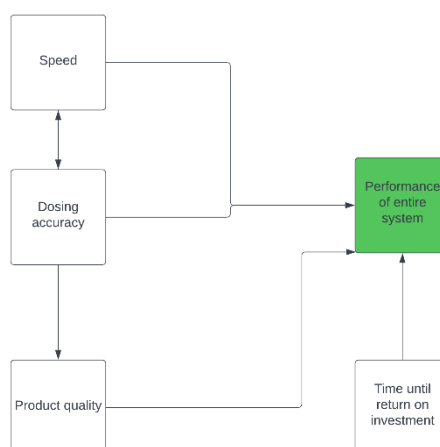 Speed
Performance
of entire
system
Dosing
accuracy
Product quality
Time until
return on
investment